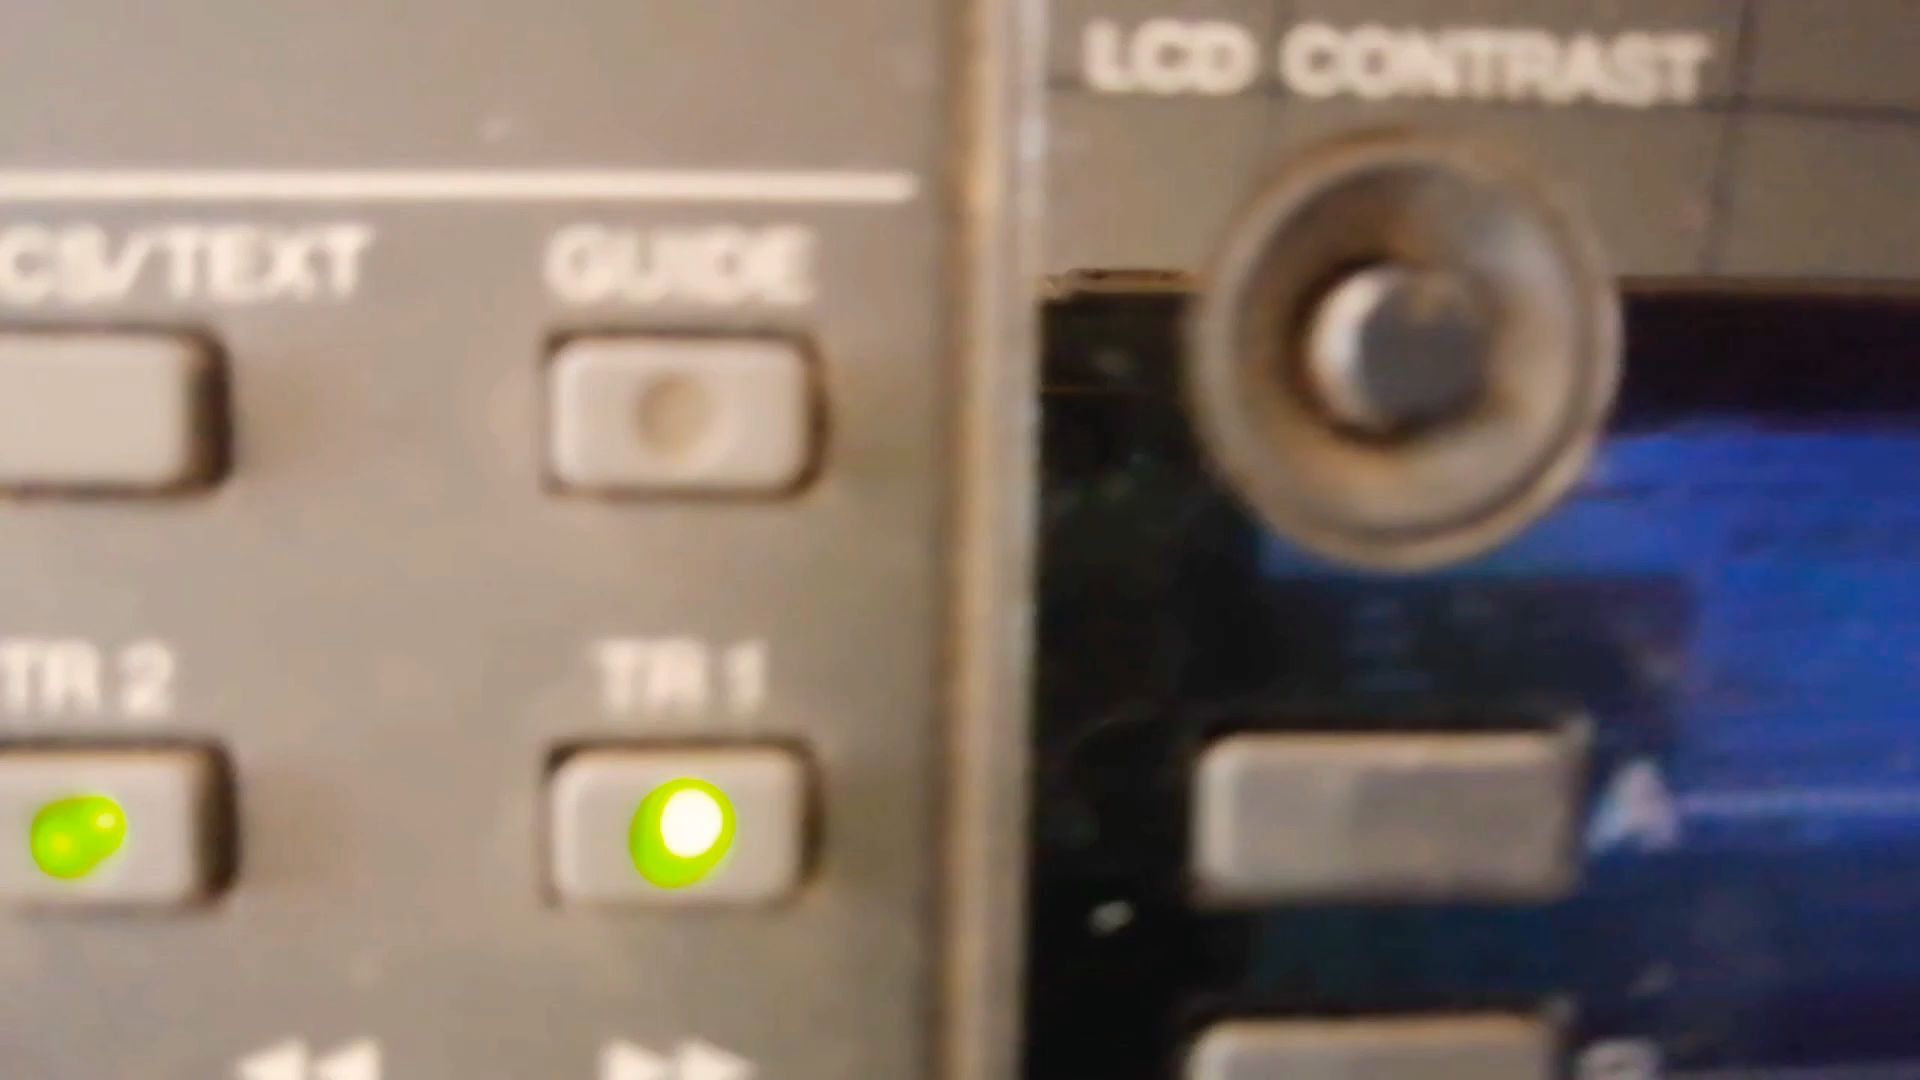 LCD CONTRAST
CS/TEXT GUIDE
TR 2 TR 1
A
B